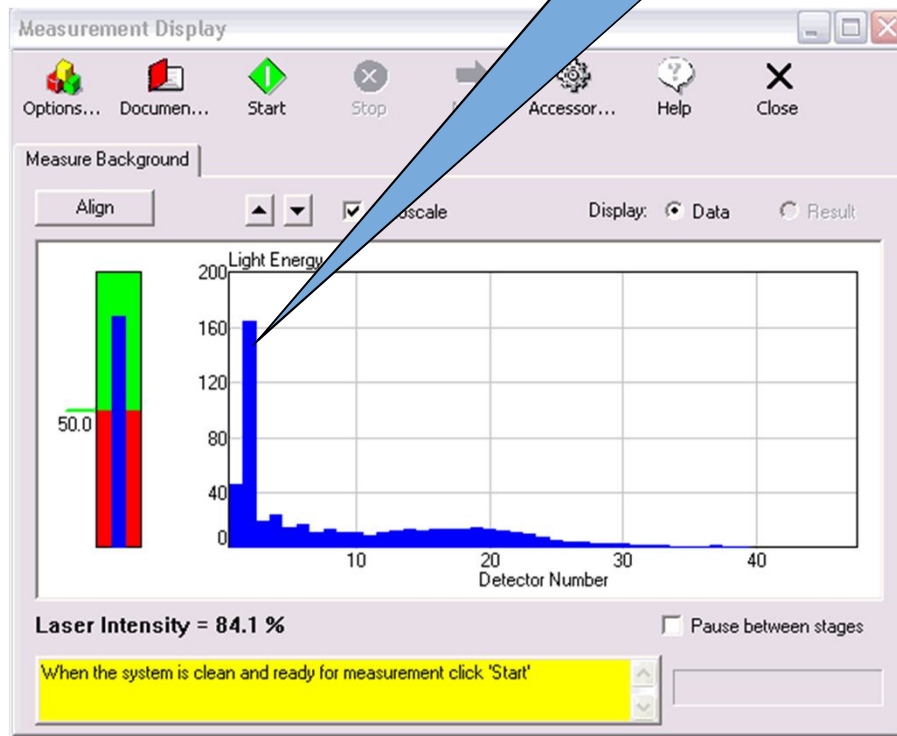 Measurement Display
Options... Documen... Start Stop Accessor... Help Close
Measure Background
Align Display: Data Result
Light Energy
200
160
120
80
50.0
40
0
10 20 30 40
Detector Number
Laser Intensity = 84.1 %
Pause between stages
When the system is clean and ready for measurement click 'Start'